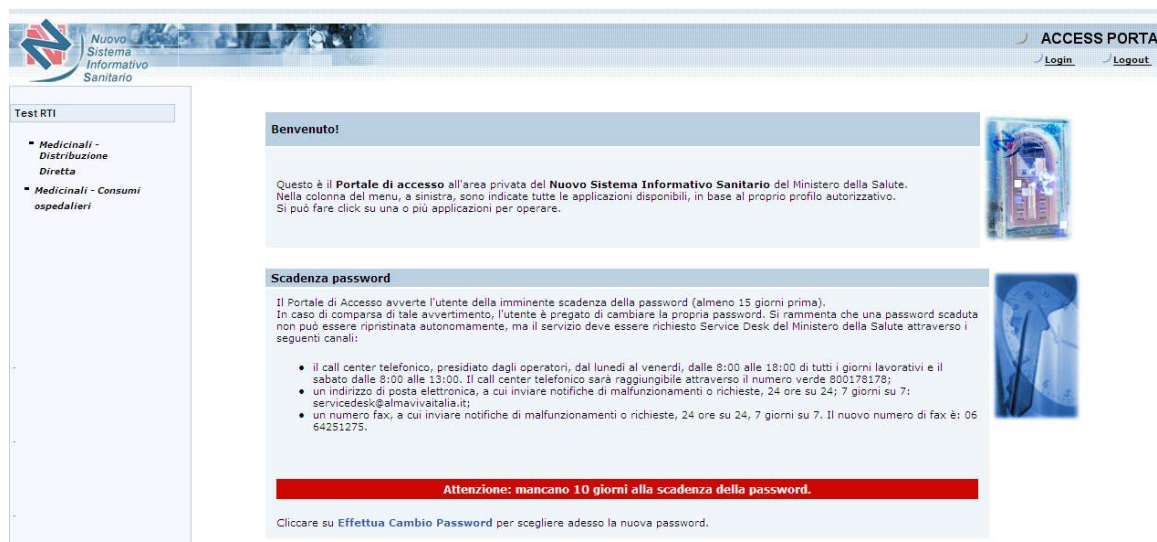 Nuovo
Sistema
Informativo
Sanitario
ACCESS PORTA
Login Logout
Test RTI
Medicinali -
Distribuzione
Diretta
Medicinali - Consumi
ospedalieri
Benvenuto!
Questo è il Portale di accesso all'area privata del Nuovo Sistema Informativo Sanitario del Ministero della Salute.
Nella colonna del menu, a sinistra, sono indicate tutte le applicazioni disponibili, in base al proprio profilo autorizzativo.
Si può fare click su una o più applicazioni per operare.
Scadenza password
Il Portale di Accesso avverte l'utente della imminente scadenza della password (almeno 15 giorni prima).
In caso di comparsa di tale avvertimento, l'utente è pregato di cambiare la propria password. Si rammenta che una password scaduta
non può essere ripristinata autonomamente, ma il servizio deve essere richiesto Service Desk del Ministero della Salute attraverso i
seguenti canali:
• il call center telefonico, presidiato dagli operatori, dal lunedì al venerdì, dalle 8:00 alle 18:00 di tutti i giorni lavorativi e il
sabato dalle 8:00 alle 13:00. Il call center telefonico sarà raggiungibile attraverso il numero verde 800178178;
• un indirizzo di posta elettronica, a cui inviare notifiche di malfunzionamenti o richieste, 24 ore su 24; 7 giorni su 7:
servicedesk@almavivaitalia.it;
• un numero fax, a cui inviare notifiche di malfunzionamenti o richieste, 24 ore su 24, 7 giorni su 7. Il nuovo numero di fax è: 06
64251275.
Attenzione: mancano 10 giorni alla scadenza della password.
Cliccare su Effettua Cambio Password per scegliere adesso la nuova password.